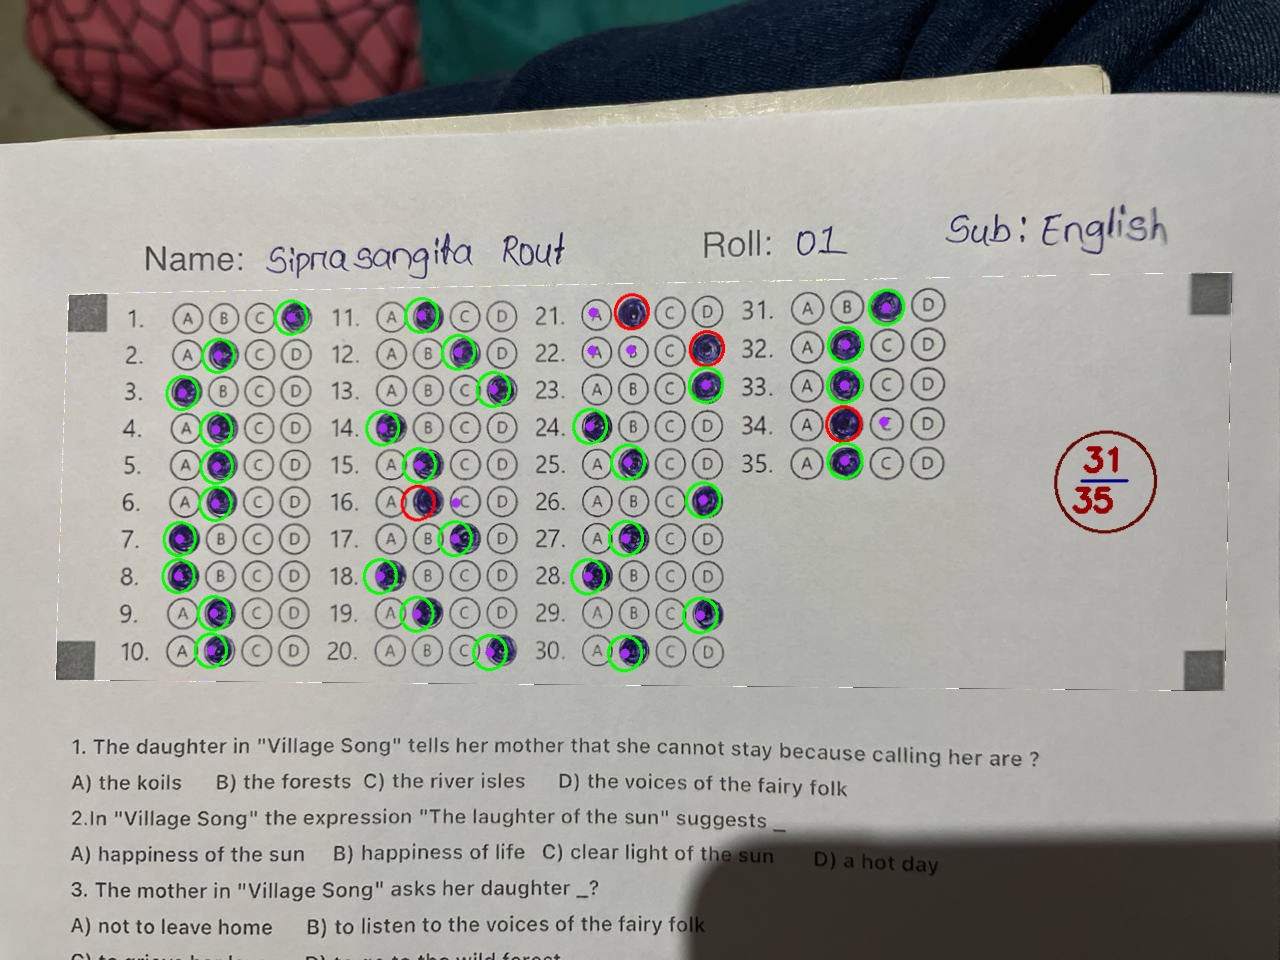 Name: Siprasangita Rout Roll: 01 Sub: English
1. A B C 11. A C D 21. A C D 31. A B D
2. A C D 12. A B D 22. A B C 32. A C D
3. B C D 13. A B C 23. A B C 33. A C D
4. A C D 14. B C D 24. B C D 34. A C D
5. A C D 15. A C D 25. A C D 35. A C D
6. A C D 16. A C D 26. A B C
7. B C D 17. A B D 27. A C D
8. B C D 18. B C D 28. B C D
9. A C D 19. A C D 29. A B C
10. A C D 20. A B C 30. A C D
31
35
1. The daughter in "Village Song" tells her mother that she cannot stay because calling her are ?
A) the koils B) the forests C) the river isles D) the voices of the fairy folk
2.In "Village Song" the expression "The laughter of the sun" suggests _
A) happiness of the sun B) happiness of life C) clear light of the sun D) a hot day
3. The mother in "Village Song" asks her daughter _?
A) not to leave home B) to listen to the voices of the fairy folk